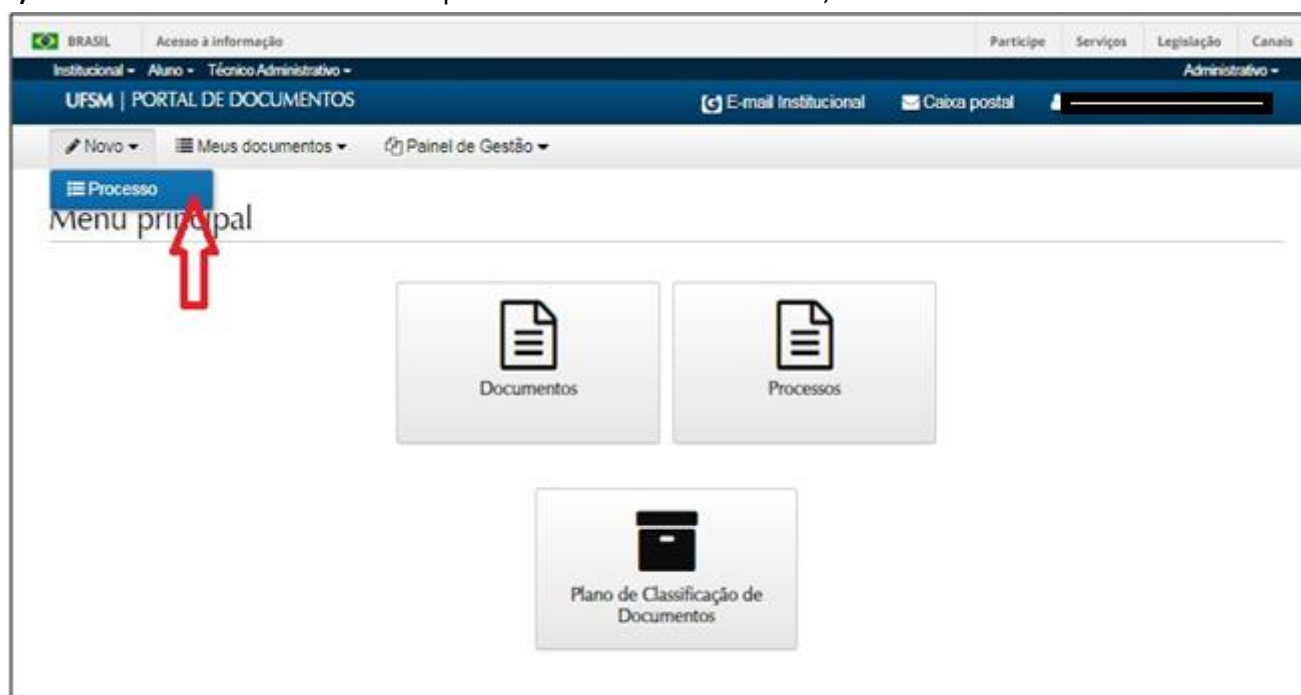 BRASIL Acesso à informação Participe Serviços Legislação Canais
Institucional Aluno Técnico Administrativo Administrativo
UFSM | PORTAL DE DOCUMENTOS E-mail Institucional Caixa postal
Novo Meus documentos Painel de Gestão
Processo
Menu principal
Documentos Processos
Plano de Classificação de
Documentos